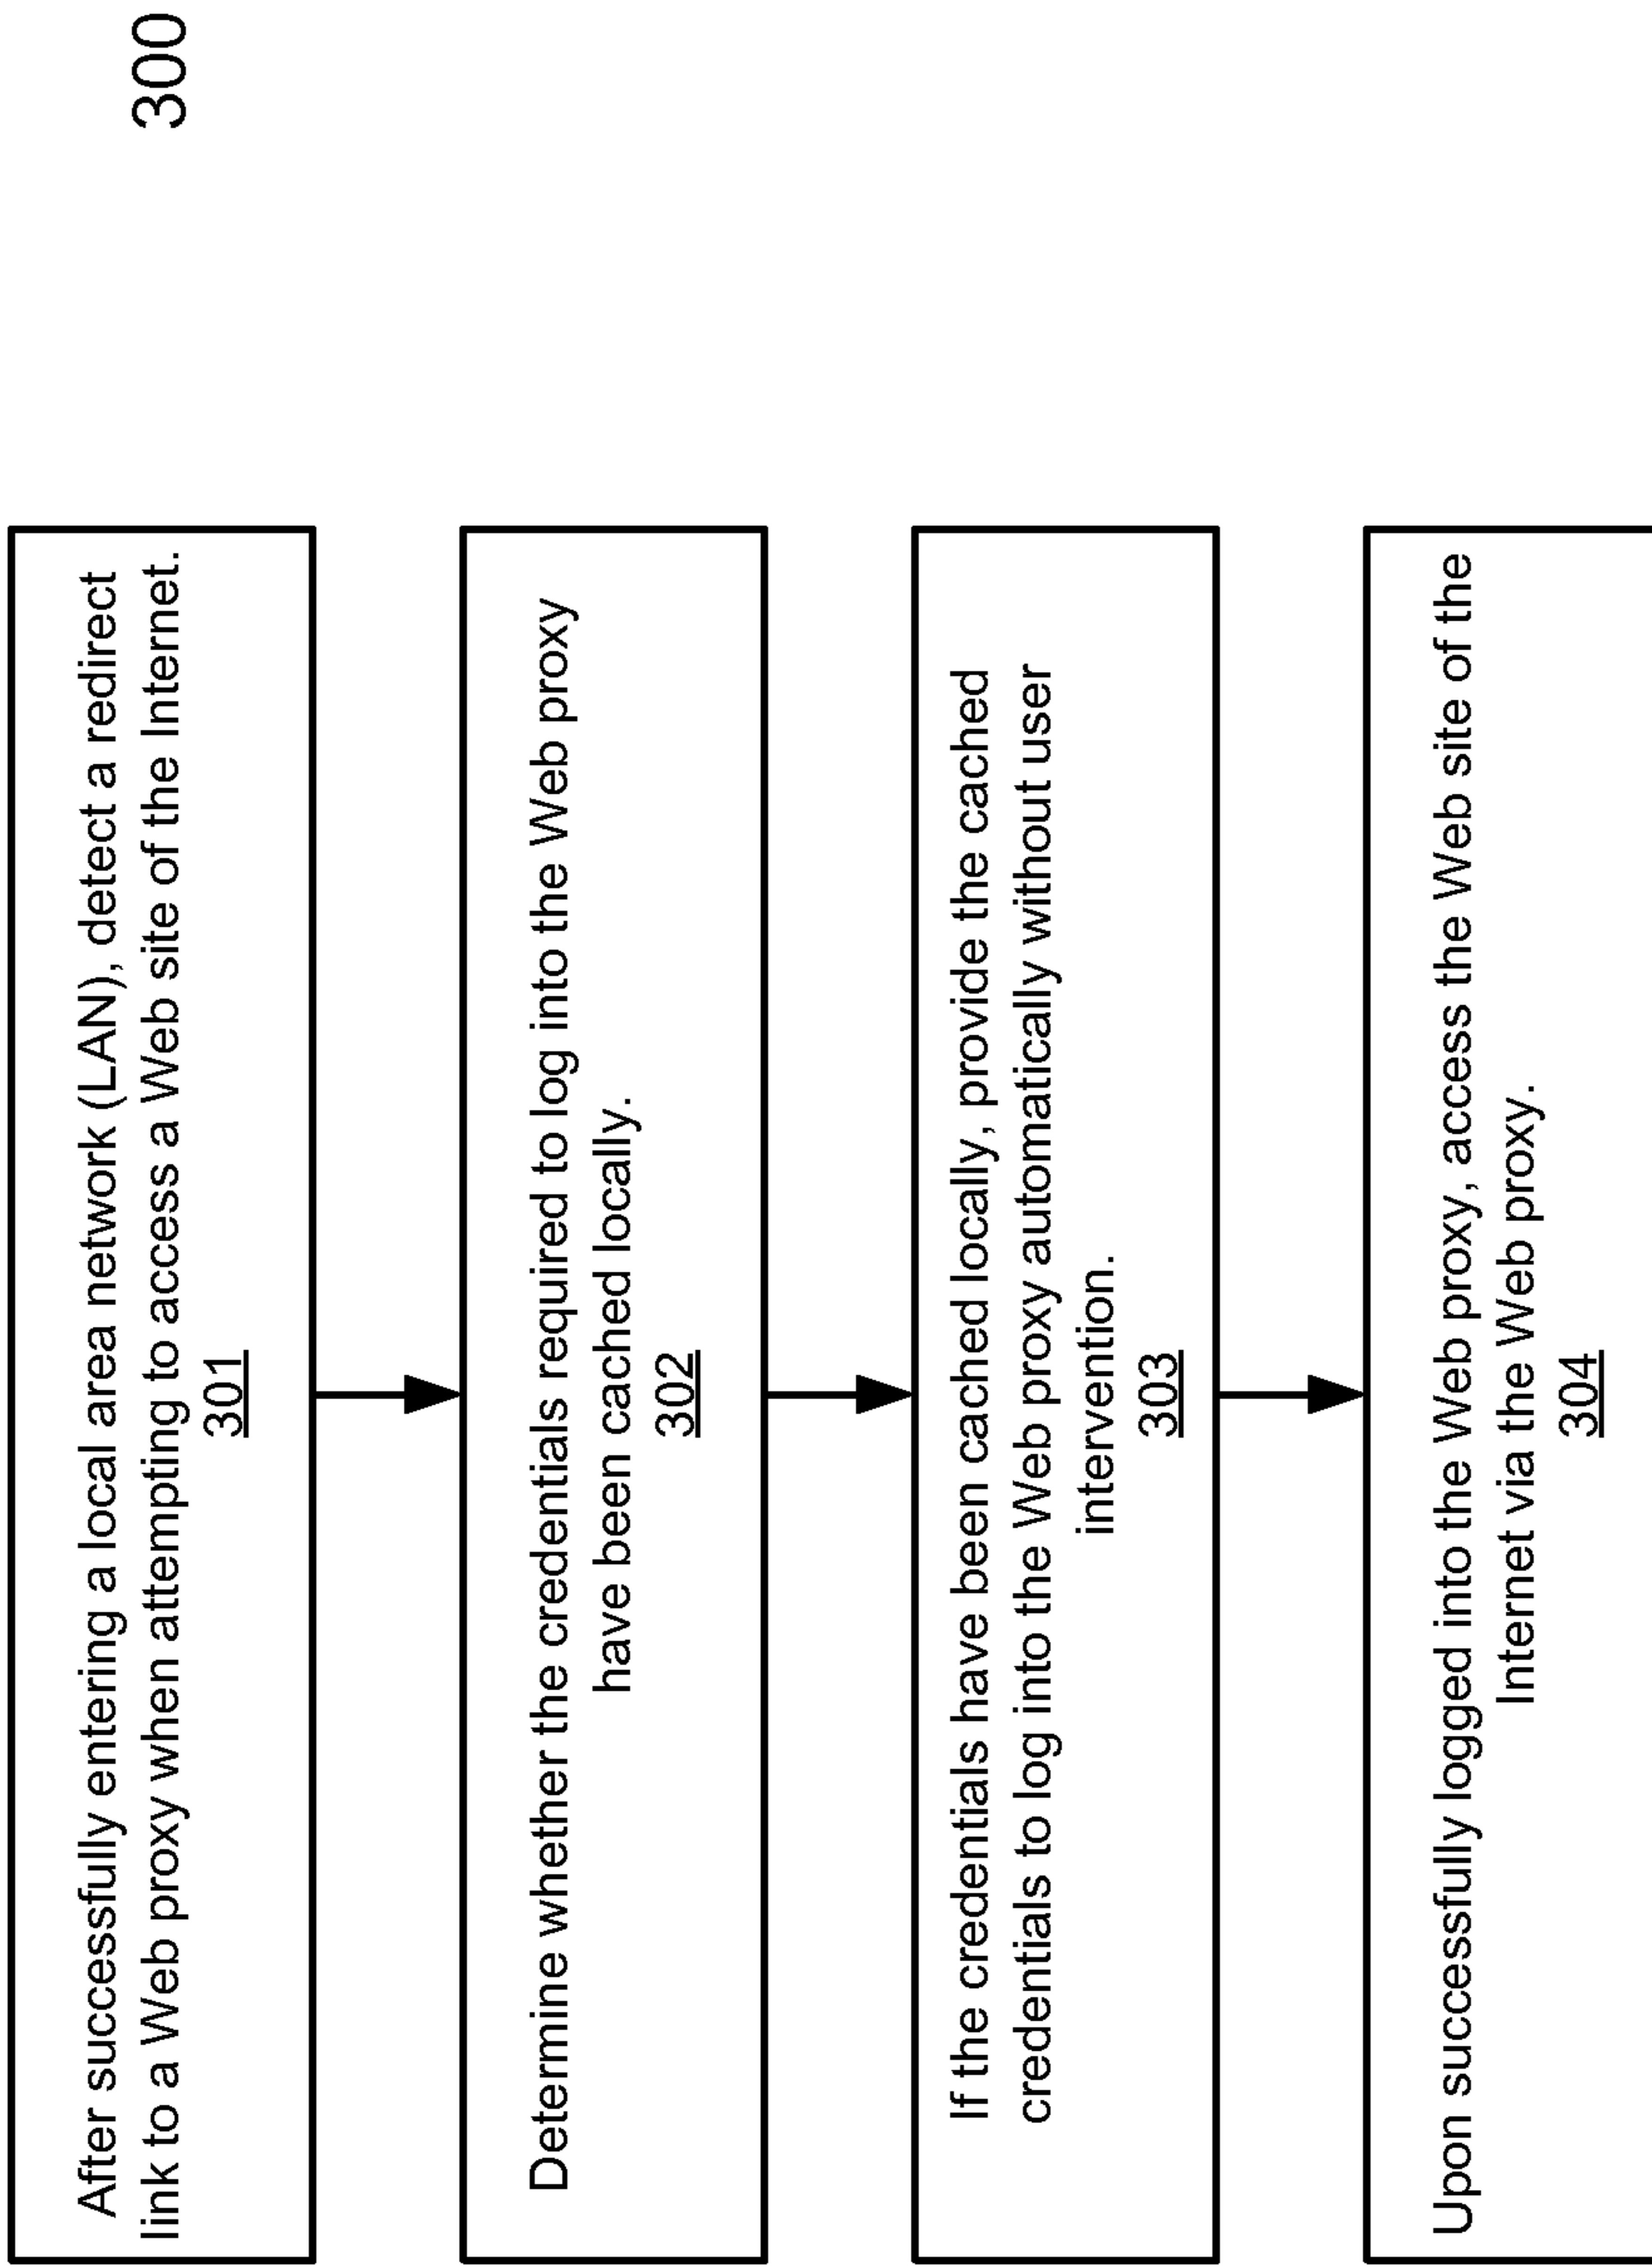 300
After successfully entering a local area network (LAN), detect a redirect
link to a Web proxy when attempting to access a Web site of the Internet.
301
Determine whether the credentials required to log into the Web proxy
have been cached locally.
302
If the credentials have been cached locally, provide the cached
credentials to log into the Web proxy automatically without user
intervention.
303
Upon successfully logged into the Web proxy, access the Web site of the
Internet via the Web proxy.
304